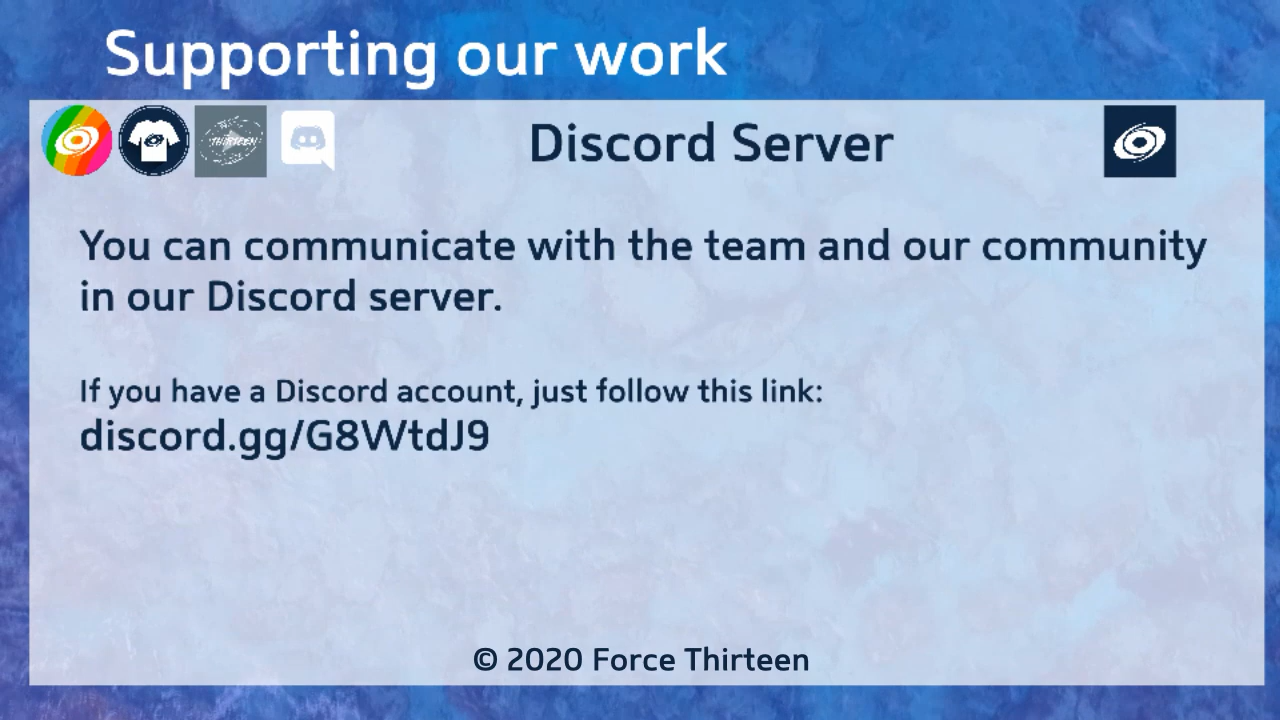 Supporting our work
THIRTEEN
Discord Server
You can communicate with the team and our community
in our Discord server.
If you have a Discord account, just follow this link:
discord.gg/G8WtdJ9
© 2020 Force Thirteen